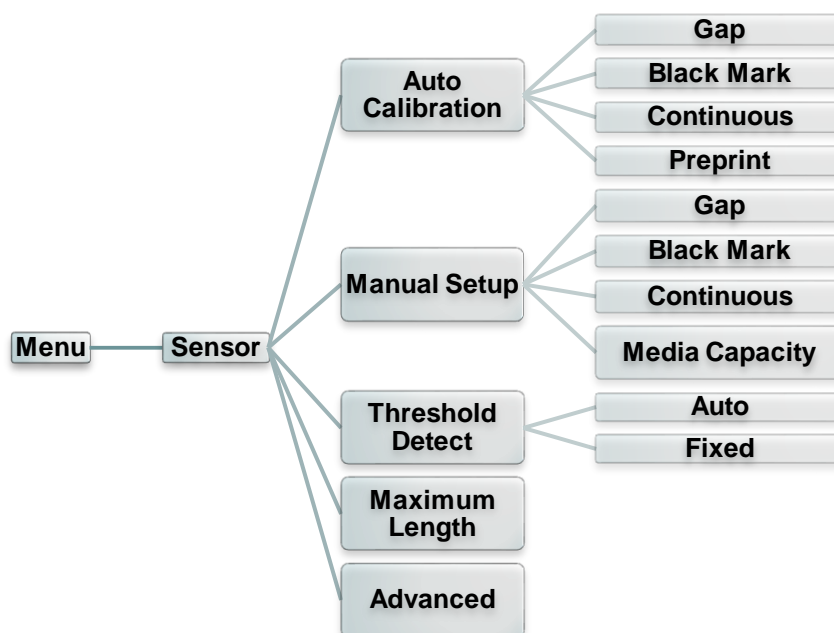 Menu
Sensor
Auto
Calibration
Gap
Black Mark
Continuous
Preprint
Manual Setup
Gap
Black Mark
Continuous
Media Capacity
Threshold
Detect
Auto
Fixed
Maximum
Length
Advanced